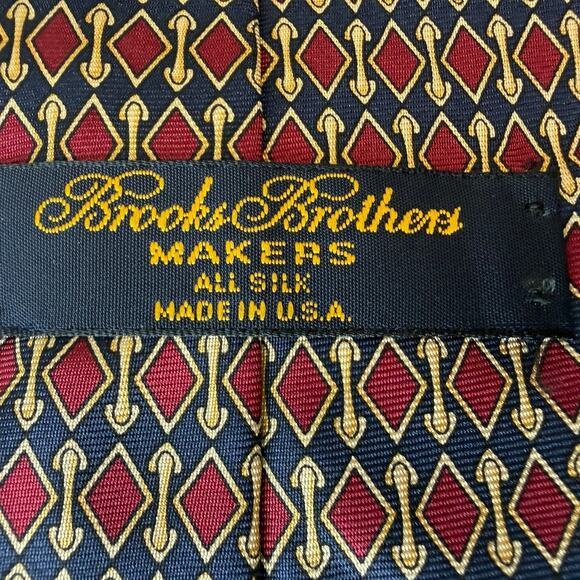 Brooks Brothers
MAKERS
ALL SILK
MADE IN U.S.A.